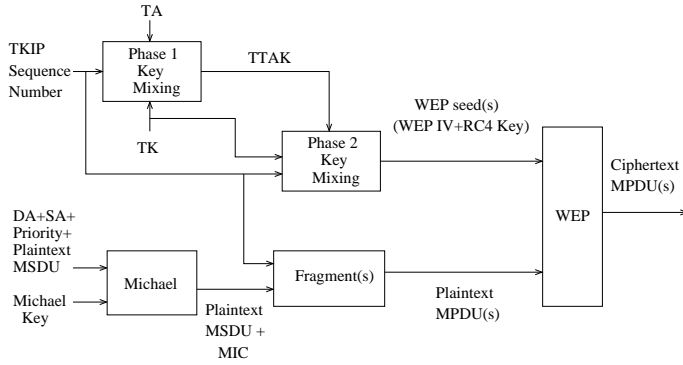 TA
TKIP
Sequence
Number
Phase 1
Key
Mixing
TTAK
TK
Phase 2
Key
Mixing
WEP seed(s)
(WEP IV+RC4 Key)
WEP
Ciphertext
MPDU(s)
DA+SA+
Priority+
Plaintext
MSDU
Michael
Key
Michael
Plaintext
MSDU +
MIC
Fragment(s)
Plaintext
MPDU(s)